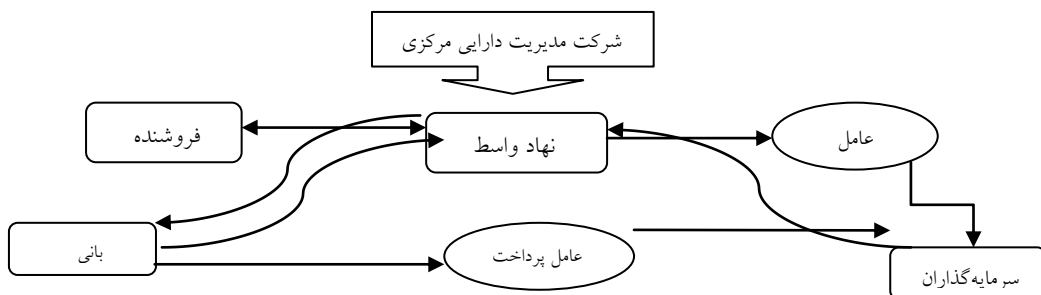 شرکت مدیریت دارایی مرکزی
فروشنده
نهاد واسط
عامل
بانی
عامل پرداخت
سرمایه‌گذاران